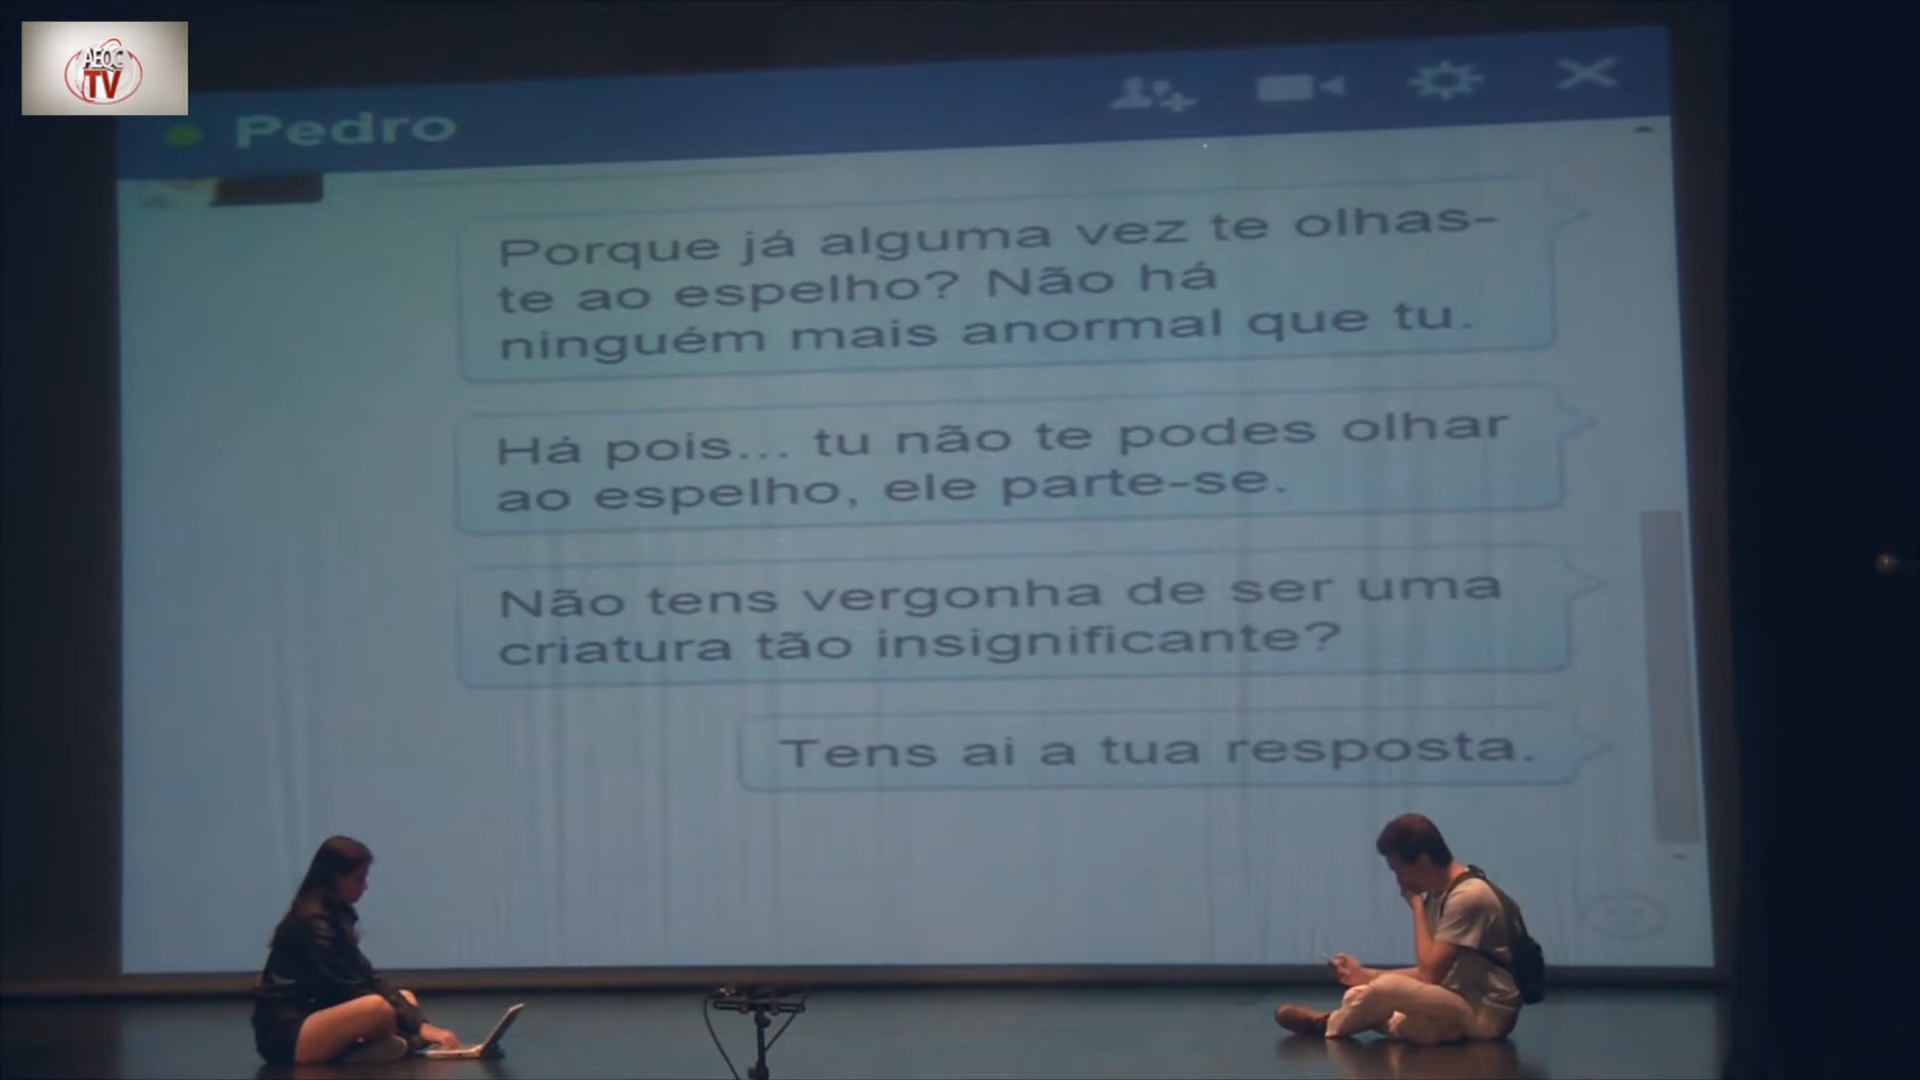 AEQC
TV
Pedro
Porque já alguma vez te olhas-
te ao espelho? Não há
ninguém mais anormal que tu.
Há pois... tu não te podes olhar
ao espelho, ele parte-se.
Não tens vergonha de ser uma
criatura tão insignificante?
Tens ai a tua resposta.